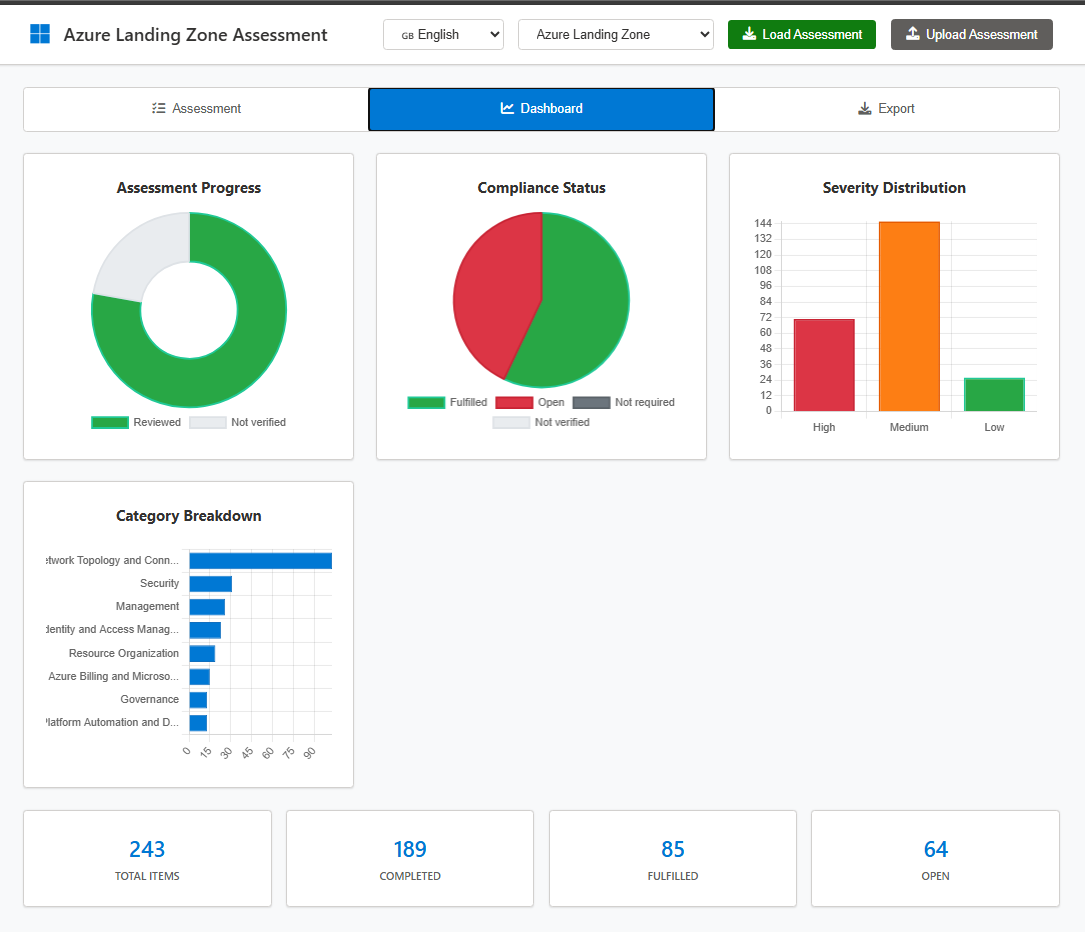 Azure Landing Zone Assessment
GB English
Azure Landing Zone
Load Assessment
Upload Assessment
Assessment
Dashboard
Export
Assessment Progress
Reviewed
Not verified
Compliance Status
Fulfilled
Open
Not required
Not verified
Severity Distribution
144
132
120
108
96
84
72
60
48
36
24
12
0
High
Medium
Low
Category Breakdown
etwork Topology and Conn...
Security
Management
dentity and Access Manag...
Resource Organization
Azure Billing and Microso...
Governance
Platform Automation and D...
0
15
30
45
60
75
90
243
TOTAL ITEMS
189
COMPLETED
85
FULFILLED
64
OPEN